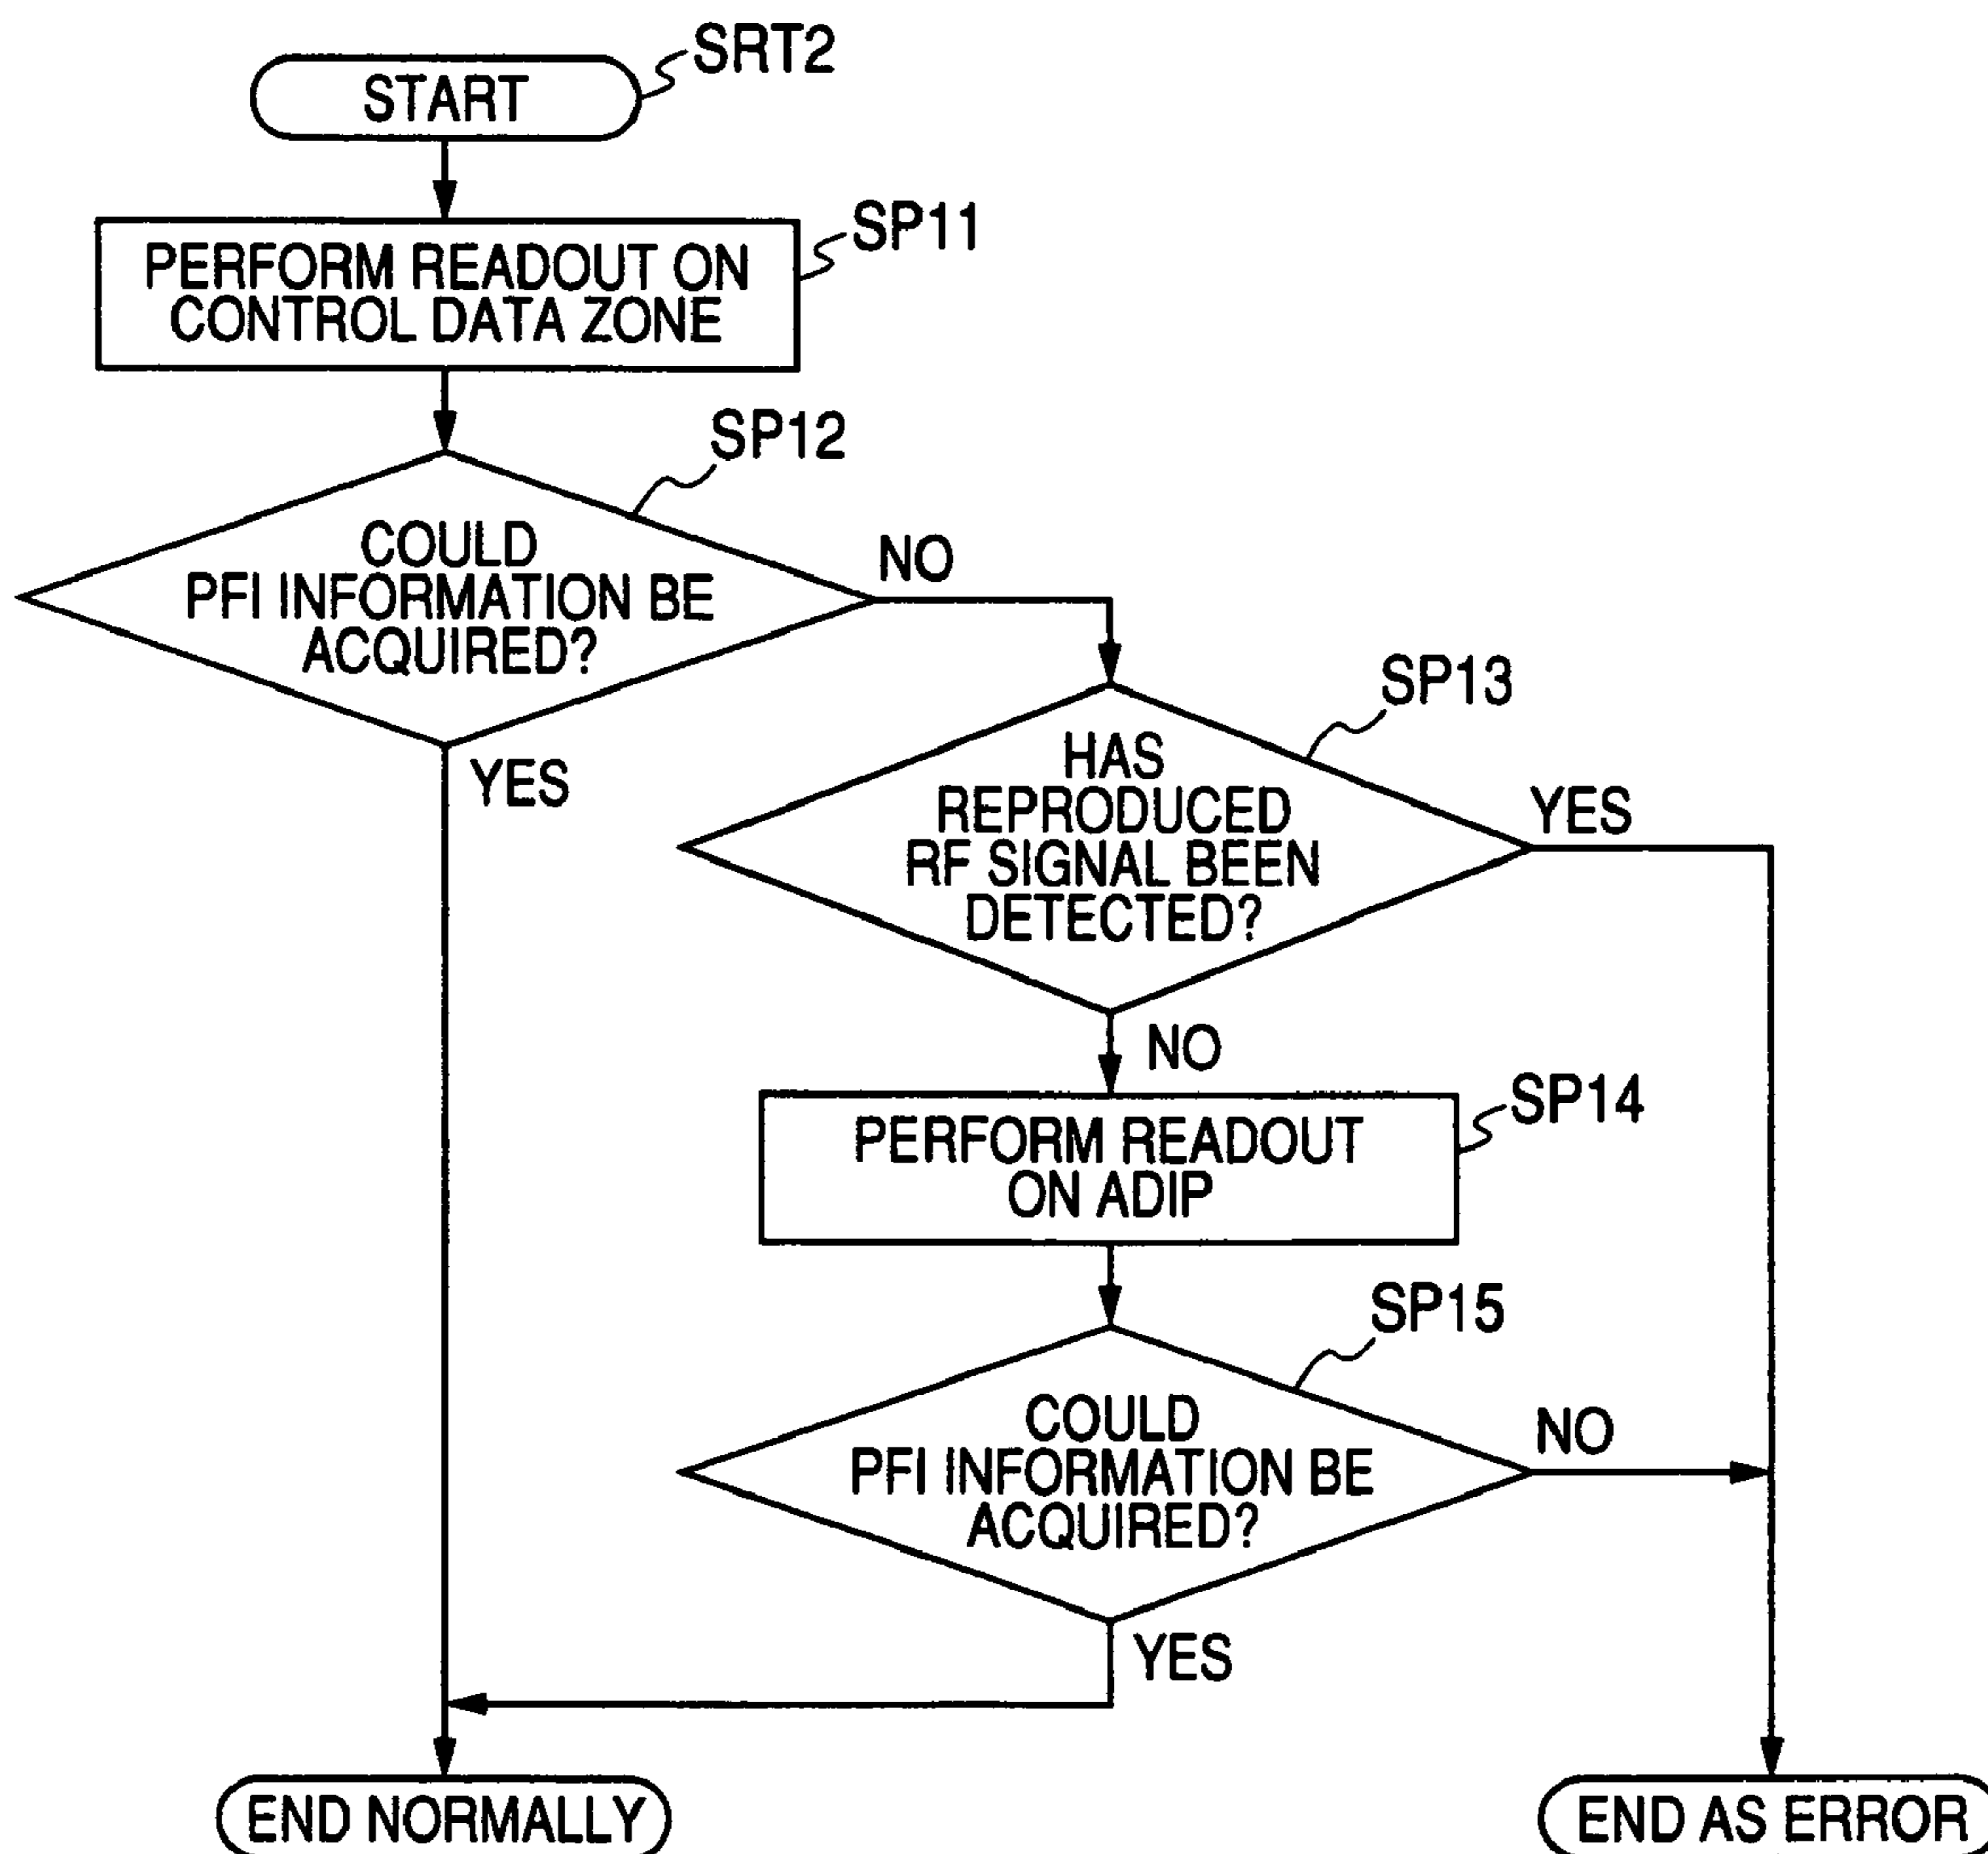 SRT2
START
SP11
PERFORM READOUT ON
CONTROL DATA ZONE
SP12
COULD
PFI INFORMATION BE
ACQUIRED?
NO
YES
SP13
HAS
REPRODUCED
RF SIGNAL BEEN
DETECTED?
YES
NO
SP14
PERFORM READOUT
ON ADIP
SP15
COULD
PFI INFORMATION BE
ACQUIRED?
NO
YES
END NORMALLY
END AS ERROR